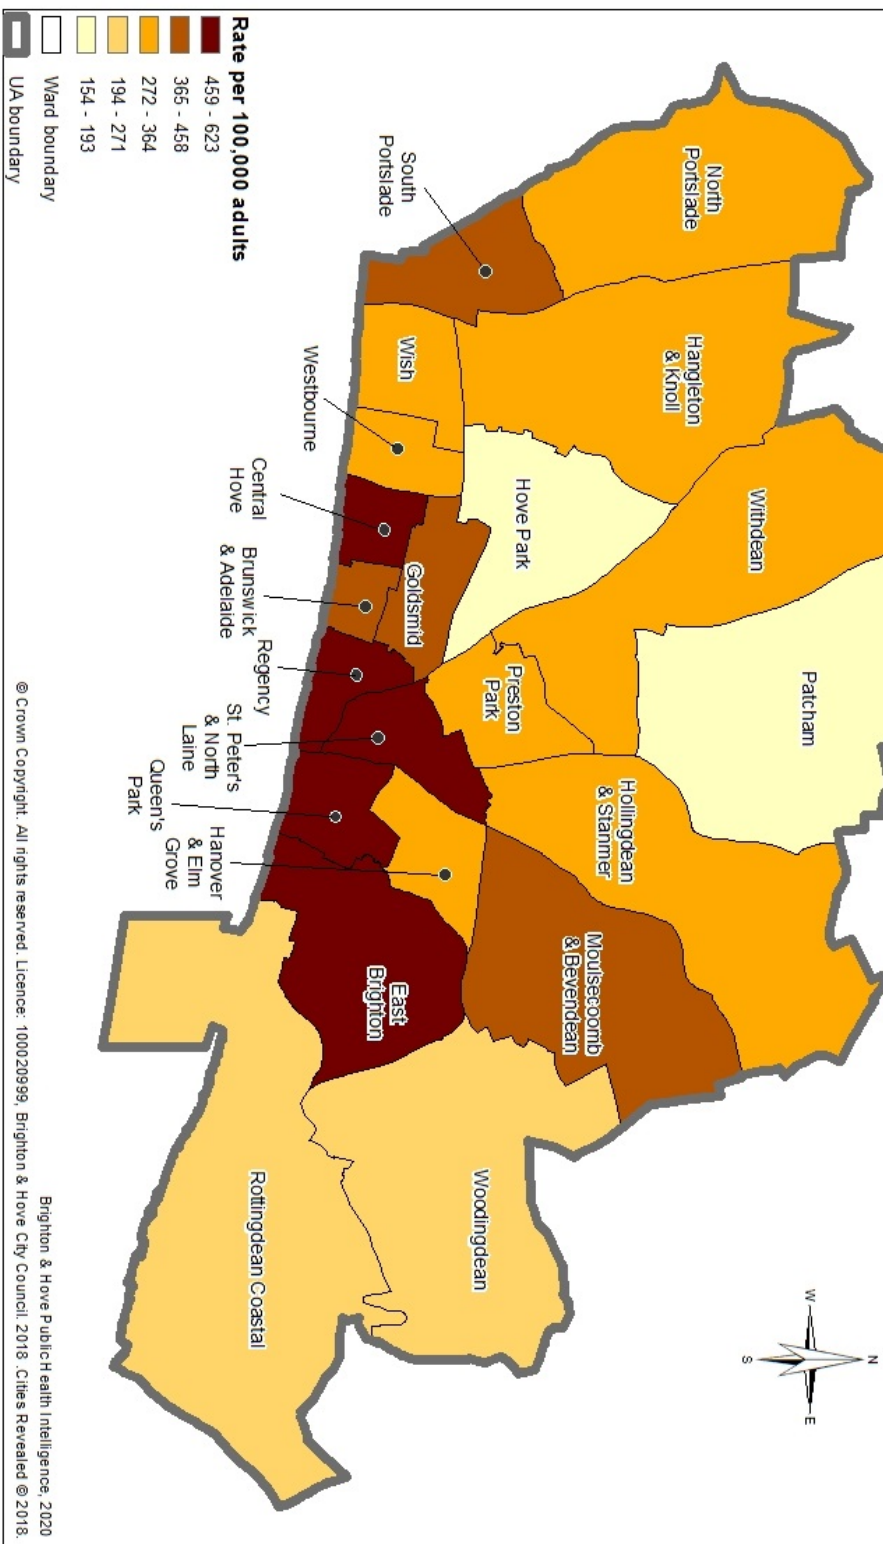 North
Portslade
Hangleton
& Knoll
Withdean
Patcham
Hove Park
South
Portslade
Wish
Westbourne
Central
Hove
Goldsmid
Brunswick
& Adelaide
Regency
Preston
Park
St. Peter's
& North
Laine
Queen's
Park
Hanover
& Elm
Grove
Hollingdean
& Stanmer
Moulsecoomb
& Bevendean
East
Brighton
Woodingdean
Rottingdean Coastal
N
W
E
S
Rate per 100,000 adults
459 - 623
365 - 458
272 - 364
194 - 271
154 - 193
Ward boundary
UA boundary
Brighton & Hove Public Health Intelligence, 2020
© Crown Copyright. All rights reserved. Licence: 100020999, Brighton & Hove City Council. 2018 .Cities Revealed © 2018.